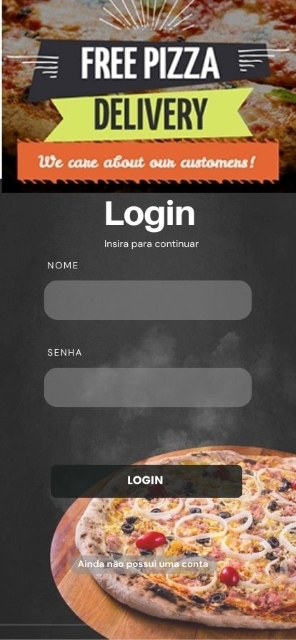 FREE PIZZA
DELIVERY
We care about our customers!
Login
Insira para continuar
NOME
SENHA
LOGIN
Ainda não possui uma conta